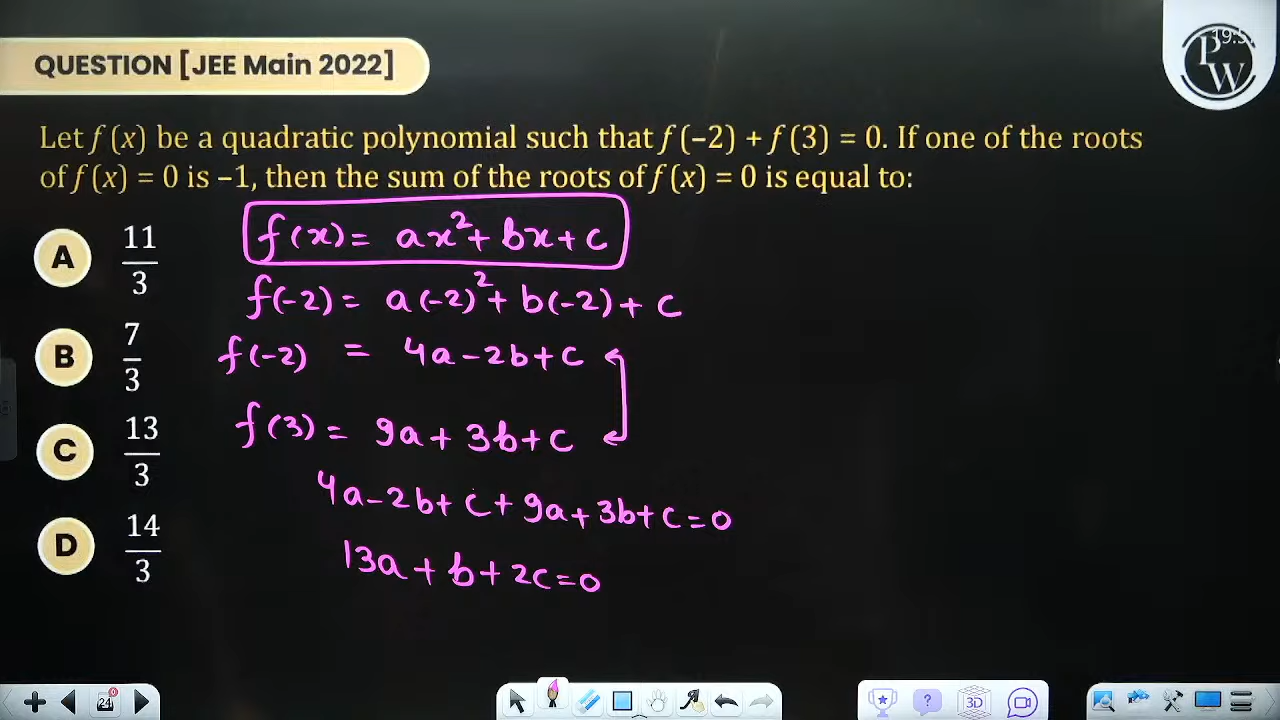 QUESTION [JEE Main 2022]
PW
Let f (x) be a quadratic polynomial such that f (–2) + f (3) = 0. If one of the roots
of f (x) = 0 is –1, then the sum of the roots of f (x) = 0 is equal to:
A 11/3
B 7/3
C 13/3
D 14/3
f(x) = ax²+ bx+c
f(-2) = a(-2)²+ b(-2)+ c
f(-2) = 4a-2b+c
f(3) = 9a+ 3b+c
4a-2b+ c+ 9a+3b+c=0
13a+b+2c=0
24
0
?
3D